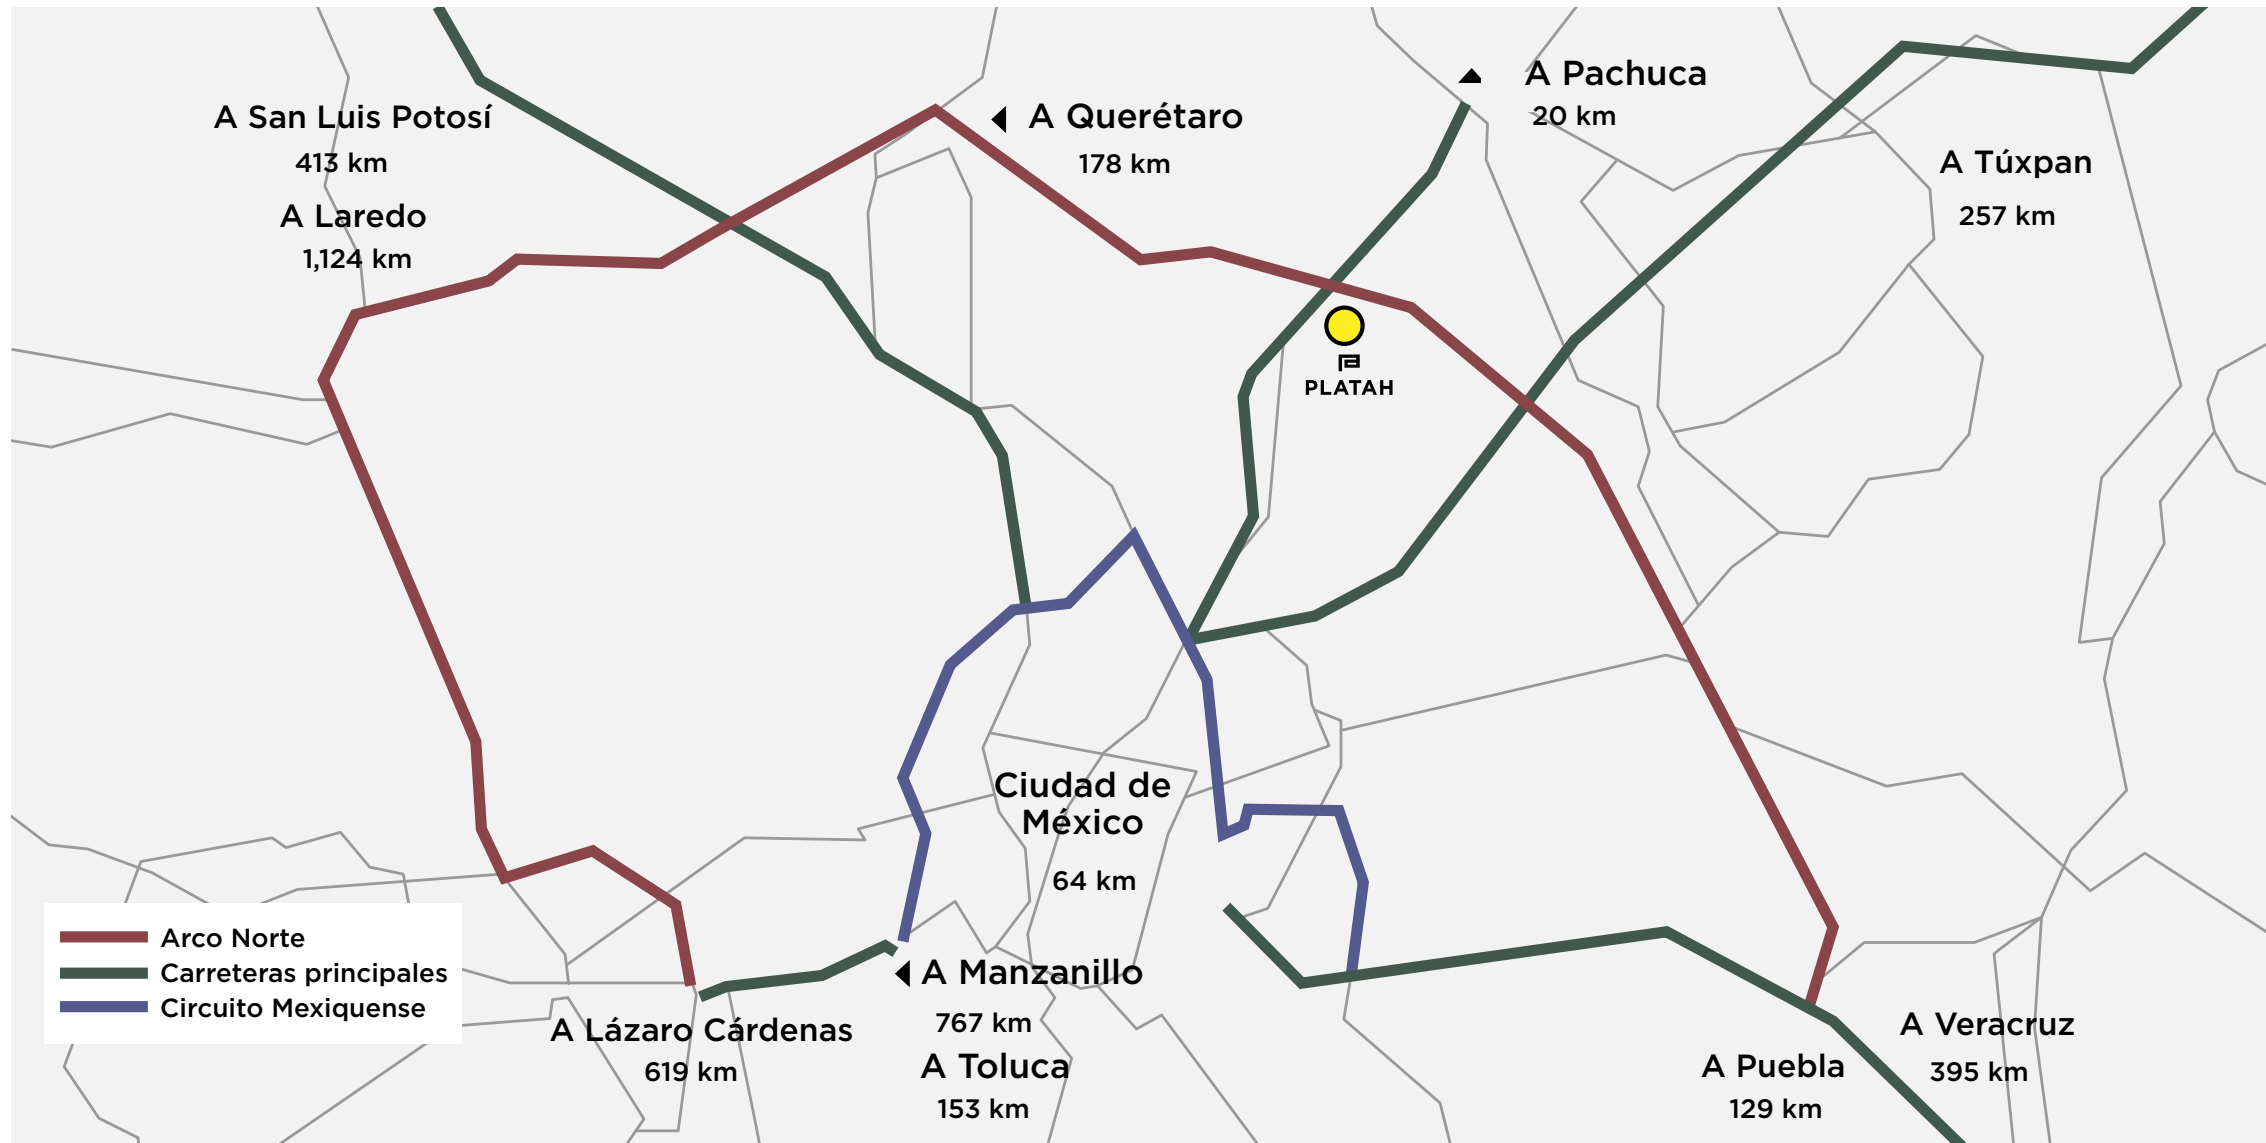 A San Luis Potosí
413 km
A Laredo
1,124 km
A Querétaro
178 km
A Pachuca
20 km
A Túxpan
257 km
PLATAH
Ciudad de
México
64 km
Arco Norte
Carreteras principales
Circuito Mexiquense
A Lázaro Cárdenas
619 km
A Manzanillo
767 km
A Toluca
153 km
A Puebla
129 km
A Veracruz
395 km